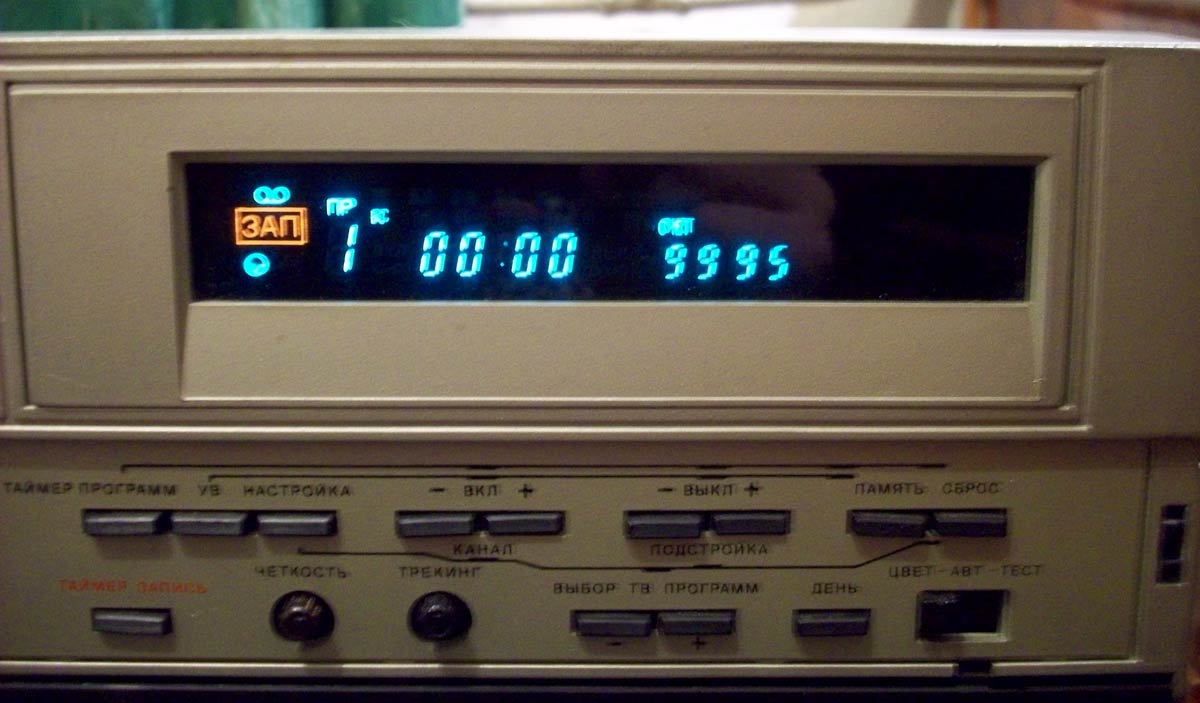 ЗАП ПР ВС
1 00:00 СЧЕТ 9995
ТАЙМЕР ПРОГРАММ УВ НАСТРОЙКА − ВКЛ + − ВЫКЛ + ПАМЯТЬ СБРОС
КАНАЛ ПОДСТРОЙКА
ТАЙМЕР ЗАПИСЬ ЧЕТКОСТЬ ТРЕКИНГ ВЫБОР ТВ ПРОГРАММ ДЕНЬ ЦВЕТ-АВТ-ТЕСТ
− +